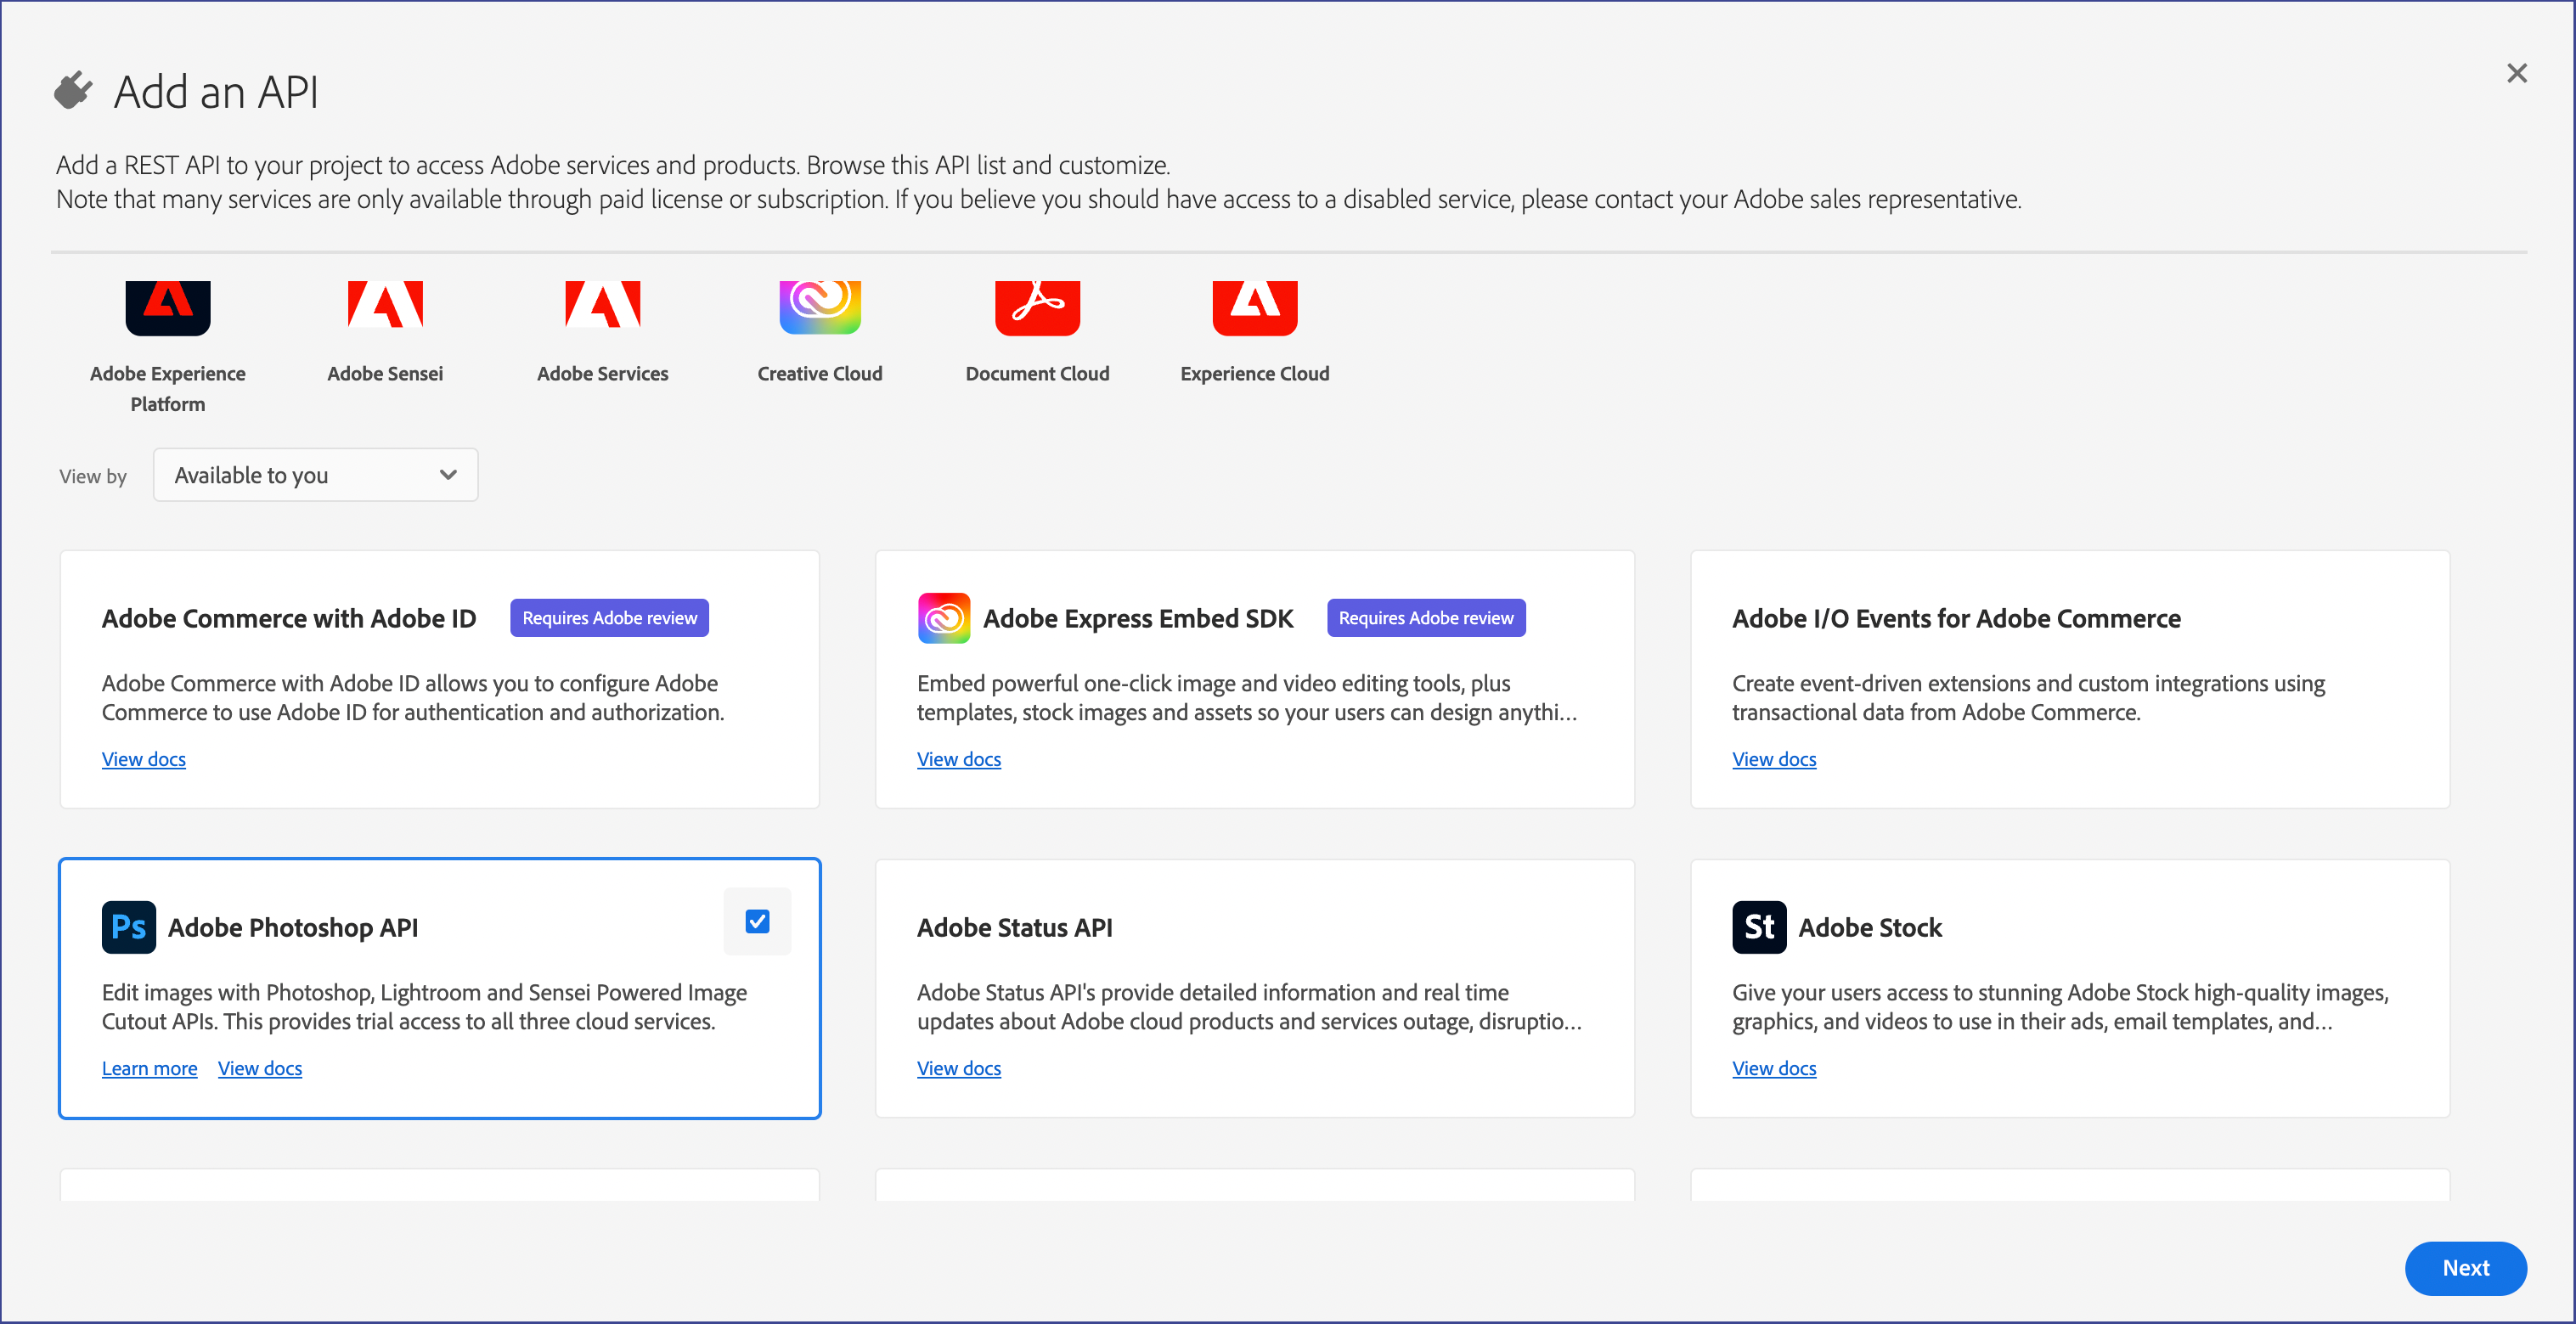 Add an API
Add a REST API to your project to access Adobe services and products. Browse this API list and customize.
Note that many services are only available through paid license or subscription. If you believe you should have access to a disabled service, please contact your Adobe sales representative.
Adobe Experience
Platform
Adobe Sensei
Adobe Services
Creative Cloud
Document Cloud
Experience Cloud
View by
Available to you
Adobe Commerce with Adobe ID
Requires Adobe review
Adobe Commerce with Adobe ID allows you to configure Adobe
Commerce to use Adobe ID for authentication and authorization.
View docs
Adobe Express Embed SDK
Requires Adobe review
Embed powerful one-click image and video editing tools, plus
templates, stock images and assets so your users can design anythi…
View docs
Adobe I/O Events for Adobe Commerce
Create event-driven extensions and custom integrations using
transactional data from Adobe Commerce.
View docs
Ps
Adobe Photoshop API
Edit images with Photoshop, Lightroom and Sensei Powered Image
Cutout APIs. This provides trial access to all three cloud services.
Learn more
View docs
Adobe Status API
Adobe Status API's provide detailed information and real time
updates about Adobe cloud products and services outage, disruptio…
View docs
St
Adobe Stock
Give your users access to stunning Adobe Stock high-quality images,
graphics, and videos to use in their ads, email templates, and…
View docs
Next